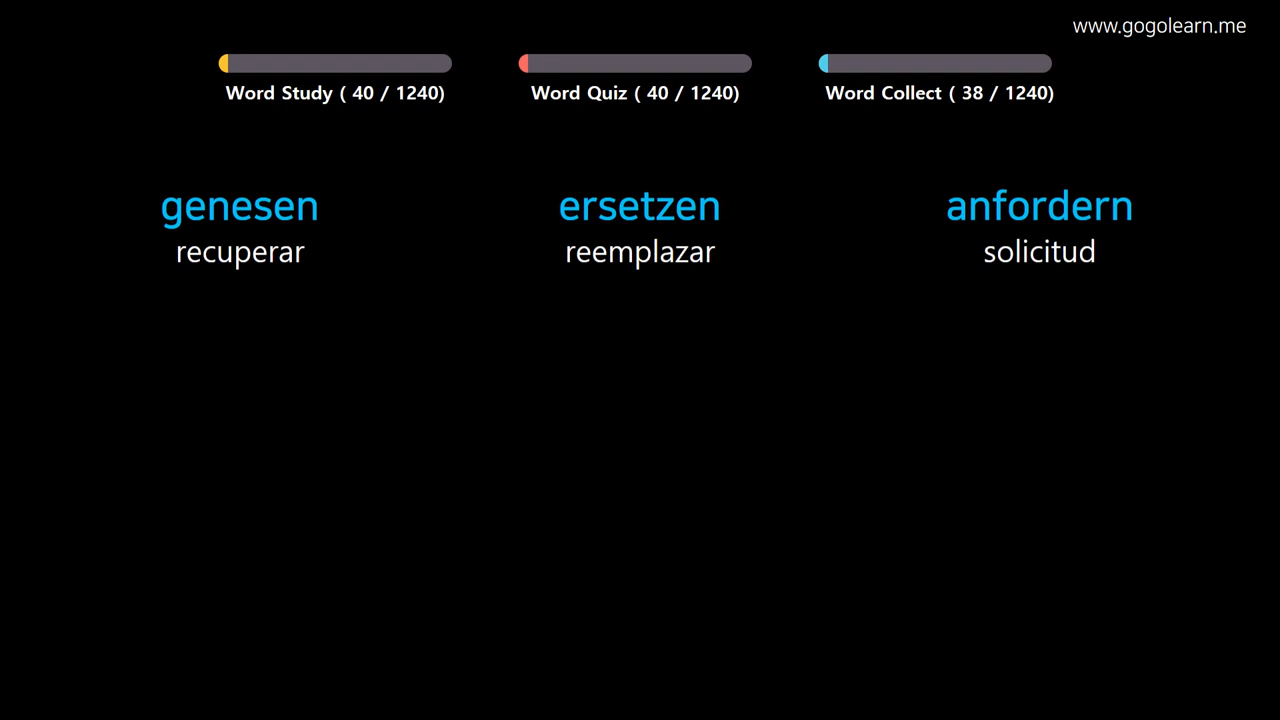 www.gogolearn.me
Word Study ( 40 / 1240)
Word Quiz ( 40 / 1240)
Word Collect ( 38 / 1240)
genesen
recuperar
ersetzen
reemplazar
anfordern
solicitud